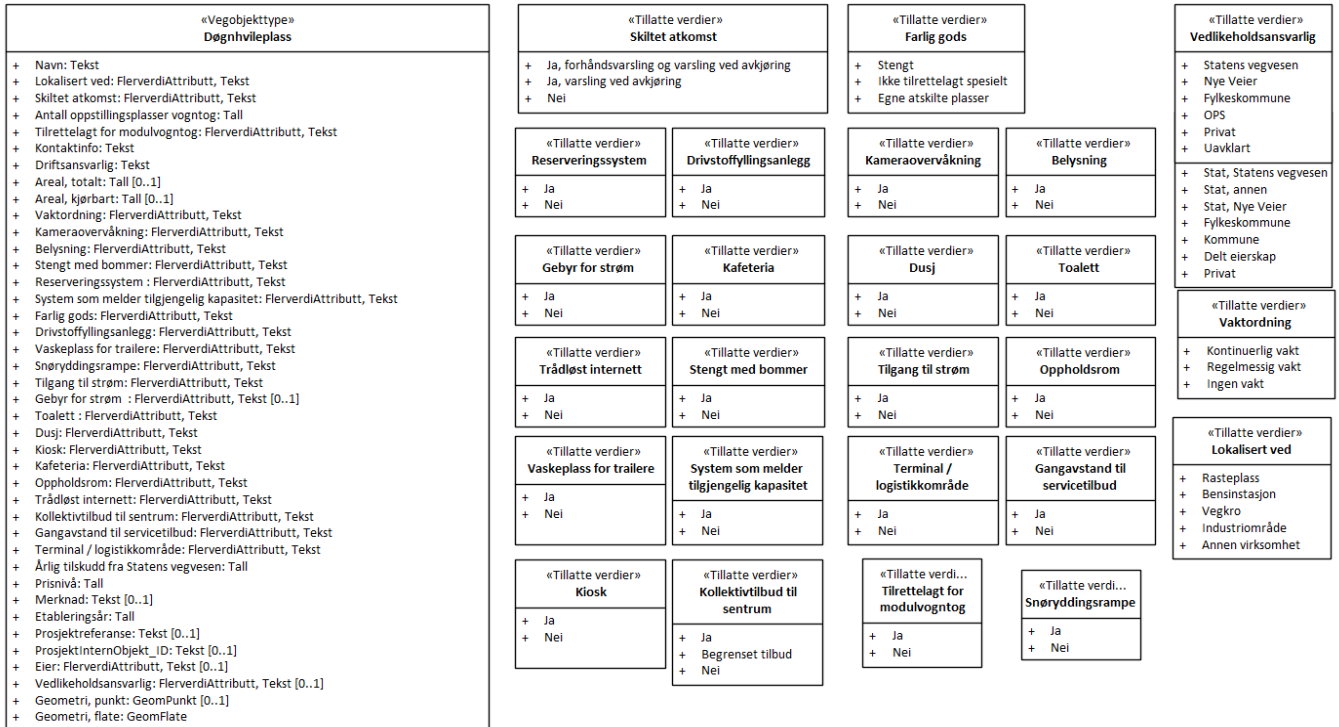 «Vegobjekttype»
Døgnhvileplass
+ Navn: Tekst
+ Lokalisert ved: FlerverdiAttributt, Tekst
+ Skiltet atkomst: FlerverdiAttributt, Tekst
+ Antall oppstillingsplasser vogntog: Tall
+ Tilrettelagt for modulvogntog: FlerverdiAttributt, Tekst
+ Kontaktinfo: Tekst
+ Driftsansvarlig: Tekst
+ Areal, totalt: Tall [0..1]
+ Areal, kjørbart: Tall [0..1]
+ Vaktordning: FlerverdiAttributt, Tekst
+ Kameraovervåkning: FlerverdiAttributt, Tekst
+ Belysning: FlerverdiAttributt, Tekst
+ Stengt med bommer: FlerverdiAttributt, Tekst
+ Reserveringssystem : FlerverdiAttributt, Tekst
+ System som melder tilgjengelig kapasitet: FlerverdiAttributt, Tekst
+ Farlig gods: FlerverdiAttributt, Tekst
+ Drivstoffyllingsanlegg: FlerverdiAttributt, Tekst
+ Vaskeplass for trailere: FlerverdiAttributt, Tekst
+ Snøryddingsrampe: FlerverdiAttributt, Tekst
+ Tilgang til strøm: FlerverdiAttributt, Tekst
+ Gebyr for strøm : FlerverdiAttributt, Tekst [0..1]
+ Toalett : FlerverdiAttributt, Tekst
+ Dusj: FlerverdiAttributt, Tekst
+ Kiosk: FlerverdiAttributt, Tekst
+ Kafeteria: FlerverdiAttributt, Tekst
+ Oppholdsrom: FlerverdiAttributt, Tekst
+ Trådløst internett: FlerverdiAttributt, Tekst
+ Kollektivtilbud til sentrum: FlerverdiAttributt, Tekst
+ Gangavstand til servicetilbud: FlerverdiAttributt, Tekst
+ Terminal / logistikkområde: FlerverdiAttributt, Tekst
+ Årlig tilskudd fra Statens vegvesen: Tall
+ Prisnivå: Tall
+ Merknad: Tekst [0..1]
+ Etableringsår: Tall
+ Prosjektreferanse: Tekst [0..1]
+ ProsjektInternObjekt_ID: Tekst [0..1]
+ Eier: FlerverdiAttributt, Tekst [0..1]
+ Vedlikeholdsansvarlig: FlerverdiAttributt, Tekst [0..1]
+ Geometri, punkt: GeomPunkt [0..1]
+ Geometri, flate: GeomFlate
«Tillatte verdier»
Skiltet atkomst
+ Ja, forhåndsvarsling og varsling ved avkjøring
+ Ja, varsling ved avkjøring
+ Nei
«Tillatte verdier»
Farlig gods
+ Stengt
+ Ikke tilrettelagt spesielt
+ Egne atskilte plasser
«Tillatte verdier»
Vedlikeholdsansvarlig
+ Statens vegvesen
+ Nye Veier
+ Fylkeskommune
+ OPS
+ Privat
+ Uavklart
+ Stat, Statens vegvesen
+ Stat, annen
+ Stat, Nye Veier
+ Fylkeskommune
+ Kommune
+ Delt eierskap
+ Privat
«Tillatte verdier»
Reserveringssystem
+ Ja
+ Nei
«Tillatte verdier»
Drivstoffyllingsanlegg
+ Ja
+ Nei
«Tillatte verdier»
Kameraovervåkning
+ Ja
+ Nei
«Tillatte verdier»
Belysning
+ Ja
+ Nei
«Tillatte verdier»
Gebyr for strøm
+ Ja
+ Nei
«Tillatte verdier»
Kafeteria
+ Ja
+ Nei
«Tillatte verdier»
Dusj
+ Ja
+ Nei
«Tillatte verdier»
Toalett
+ Ja
+ Nei
«Tillatte verdier»
Vaktordning
+ Kontinuerlig vakt
+ Regelmessig vakt
+ Ingen vakt
«Tillatte verdier»
Trådløst internett
+ Ja
+ Nei
«Tillatte verdier»
Stengt med bommer
+ Ja
+ Nei
«Tillatte verdier»
Tilgang til strøm
+ Ja
+ Nei
«Tillatte verdier»
Oppholdsrom
+ Ja
+ Nei
«Tillatte verdier»
Lokalisert ved
+ Rasteplass
+ Bensinstasjon
+ Vegkro
+ Industriområde
+ Annen virksomhet
«Tillatte verdier»
Vaskeplass for trailere
+ Ja
+ Nei
«Tillatte verdier»
System som melder
tilgjengelig kapasitet
+ Ja
+ Nei
«Tillatte verdier»
Terminal /
logistikkområde
+ Ja
+ Nei
«Tillatte verdier»
Gangavstand til
servicetilbud
+ Ja
+ Nei
«Tillatte verdier»
Kiosk
+ Ja
+ Nei
«Tillatte verdier»
Kollektivtilbud til
sentrum
+ Ja
+ Begrenset tilbud
+ Nei
«Tillatte verdi...
Tilrettelagt for
modulvogntog
+ Ja
+ Nei
«Tillatte verdi...
Snøryddingsrampe
+ Ja
+ Nei